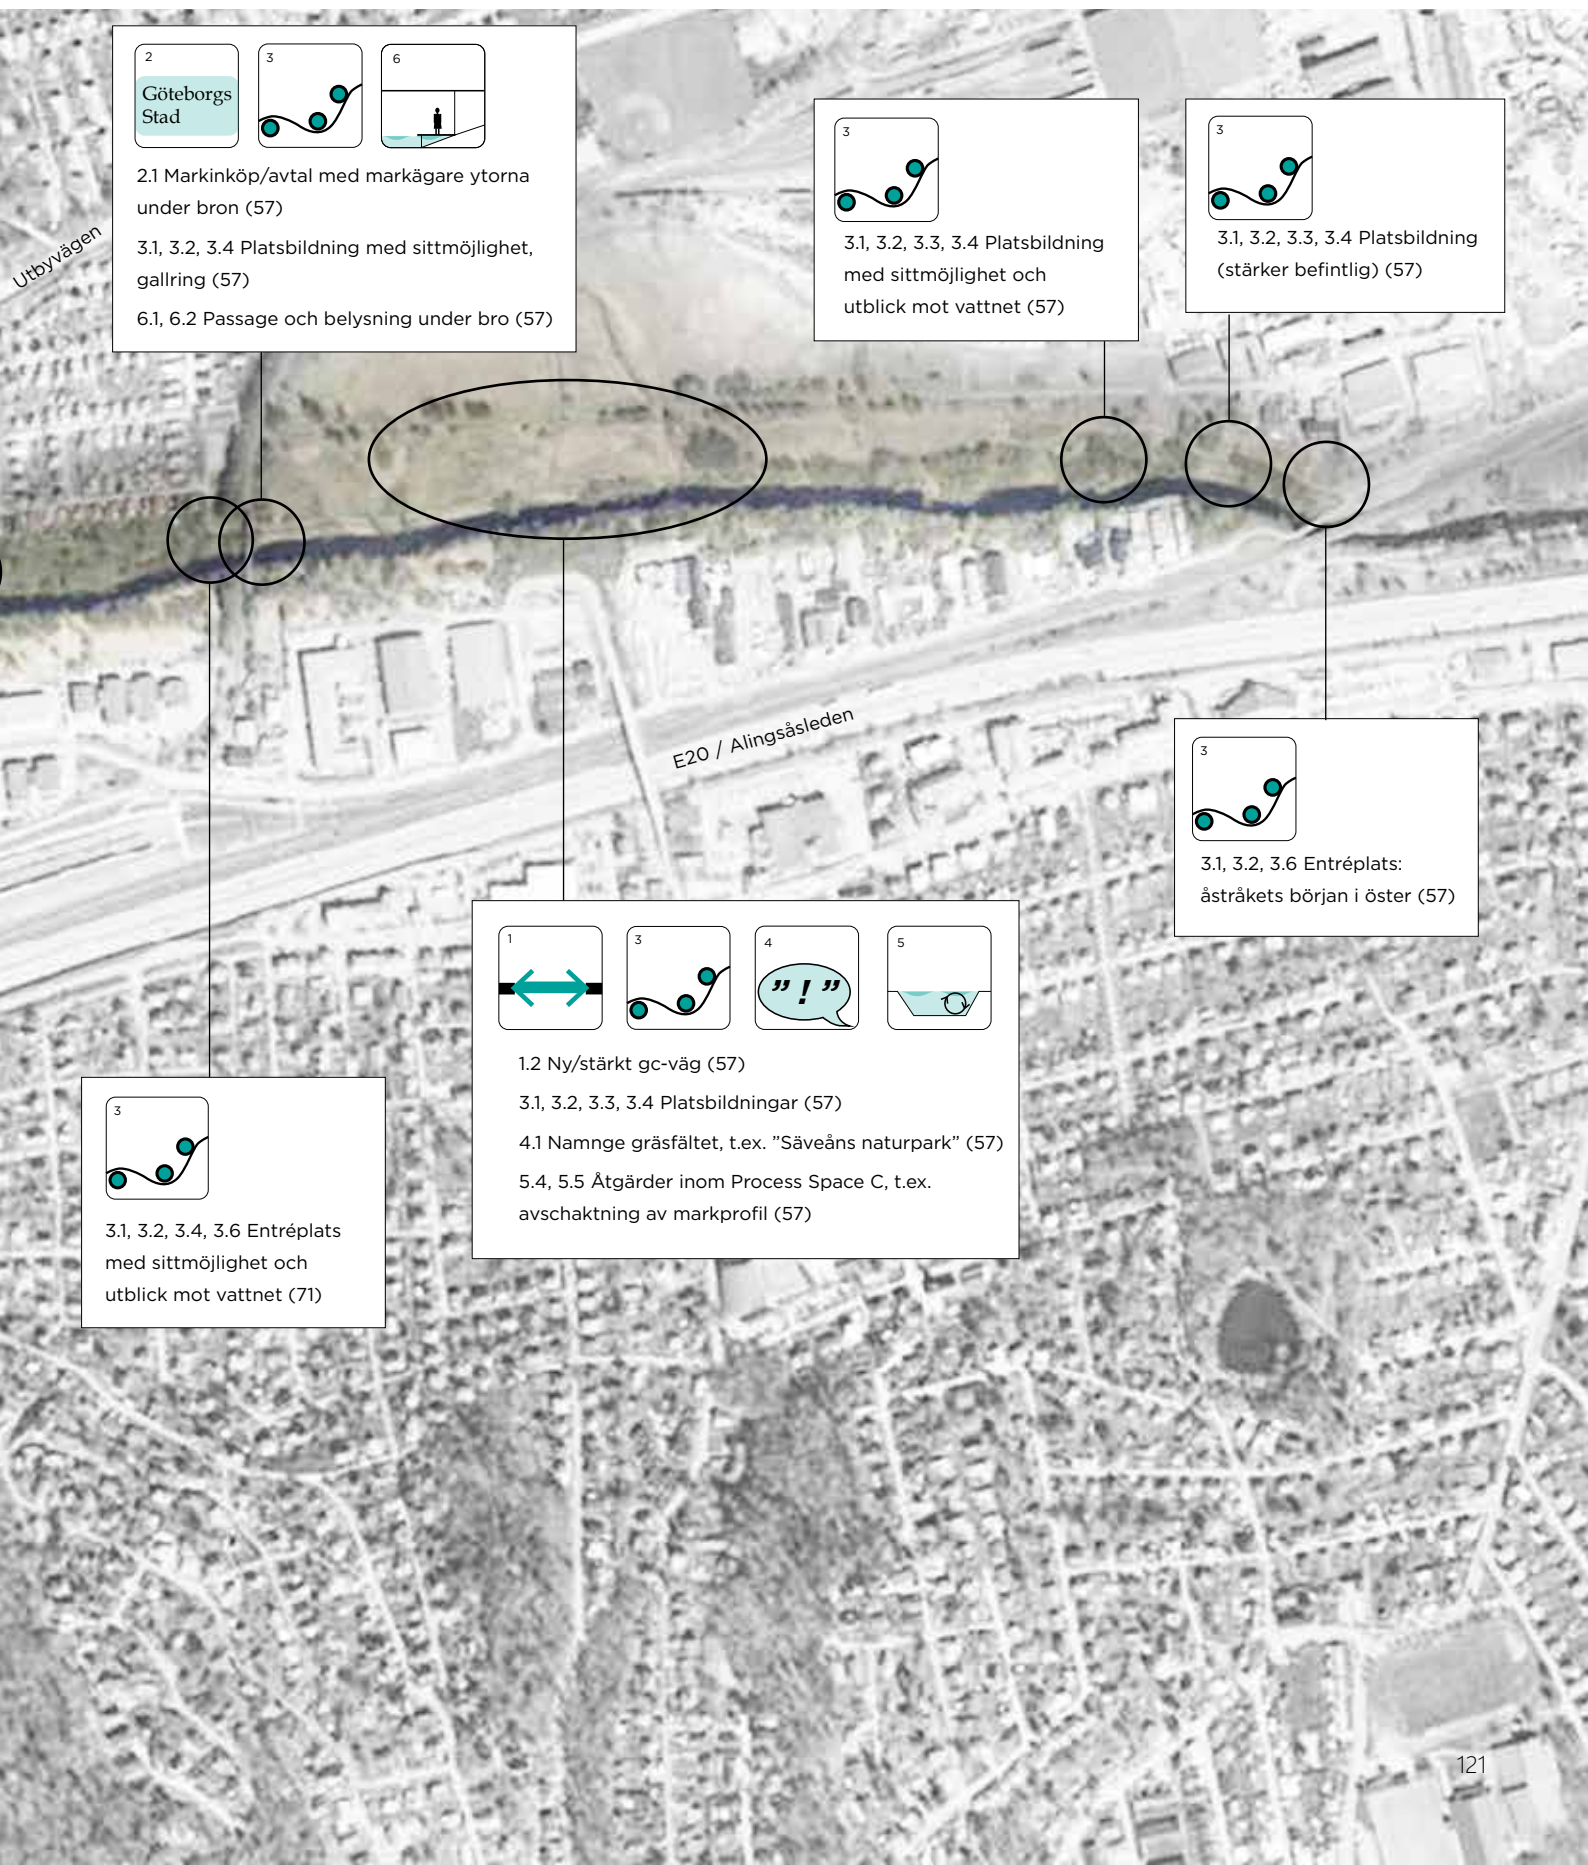 2
3
6
Göteborgs
Stad
2.1 Markinköp/avtal med markägare ytorna
under bron (57)
3.1, 3.2, 3.4 Platsbildning med sittmöjlighet,
gallring (57)
6.1, 6.2 Passage och belysning under bro (57)
3
3.1, 3.2, 3.3, 3.4 Platsbildning
med sittmöjlighet och
utblick mot vattnet (57)
3
3.1, 3.2, 3.3, 3.4 Platsbildning
(stärker befintlig) (57)
Utbyvägen
E20 / Alingsåsleden
3
3.1, 3.2, 3.6 Entréplats:
åstråkets början i öster (57)
1
3
4
5
” ! ”
1.2 Ny/stärkt gc-väg (57)
3.1, 3.2, 3.3, 3.4 Platsbildningar (57)
4.1 Namnge gräsfältet, t.ex. ”Säveåns naturpark” (57)
5.4, 5.5 Åtgärder inom Process Space C, t.ex.
avschaktning av markprofil (57)
3
3.1, 3.2, 3.4, 3.6 Entréplats
med sittmöjlighet och
utblick mot vattnet (71)
121